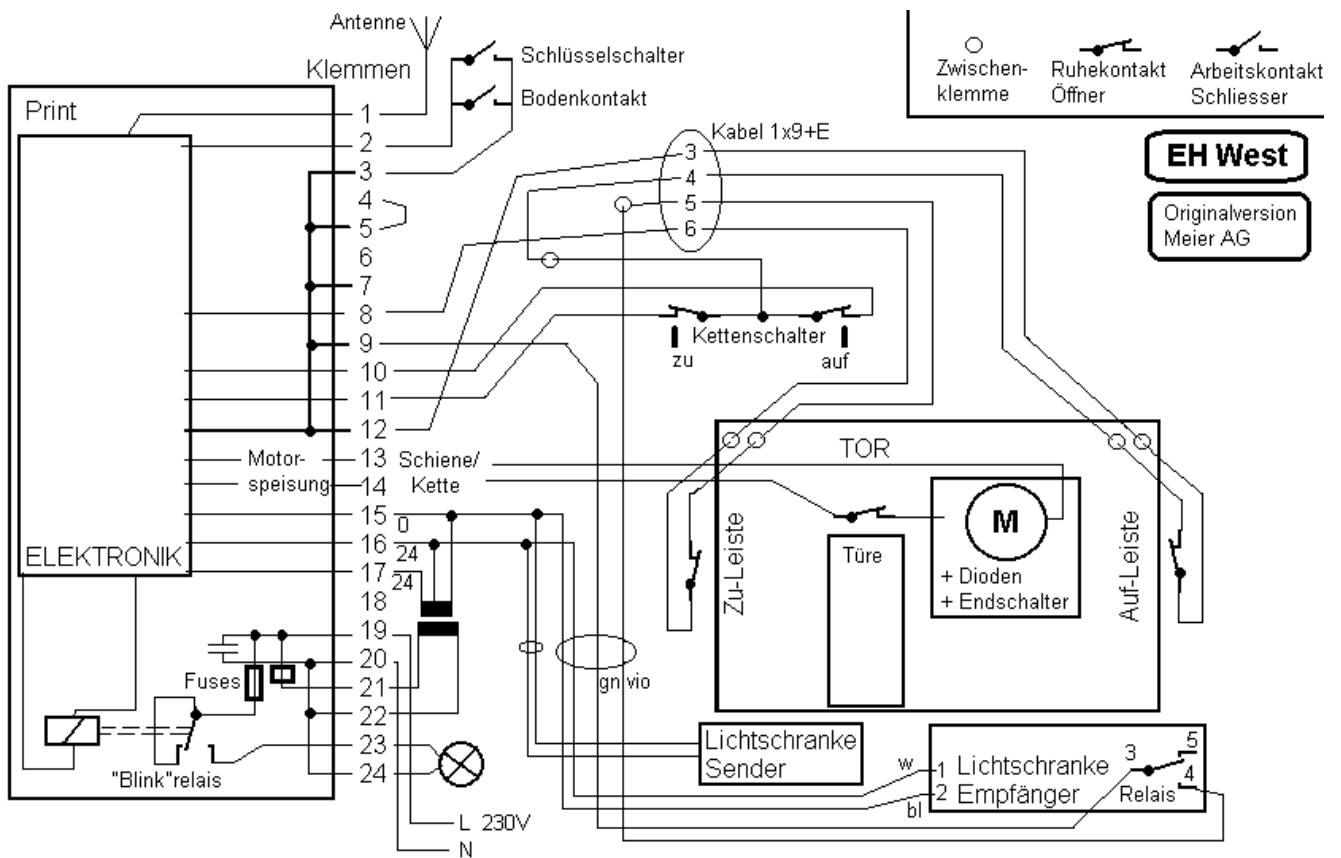 Antenne
Schlüsselschalter
Klemmen
Bodenkontakt
Zwischen-
klemme
Ruhekontakt
Öffner
Arbeitskontakt
Schliesser
Print
1
2
3
4
5
6
7
8
9
10
11
12
13
14
15
16
17
18
19
20
21
22
23
24
Kabel 1x9+E
3
4
5
6
EH West
Originalversion
Meier AG
Kettenschalter
zu
auf
Motor-
speisung
Schiene/
Kette
0
24
24
ELEKTRONIK
TOR
M
+ Dioden
+ Endschalter
Türe
Zu-Leiste
Auf-Leiste
Fuses
gn vio
"Blink"relais
Lichtschranke
Sender
w
bl
1
2
Lichtschranke
Empfänger
3
5
4
Relais
L 230V
N